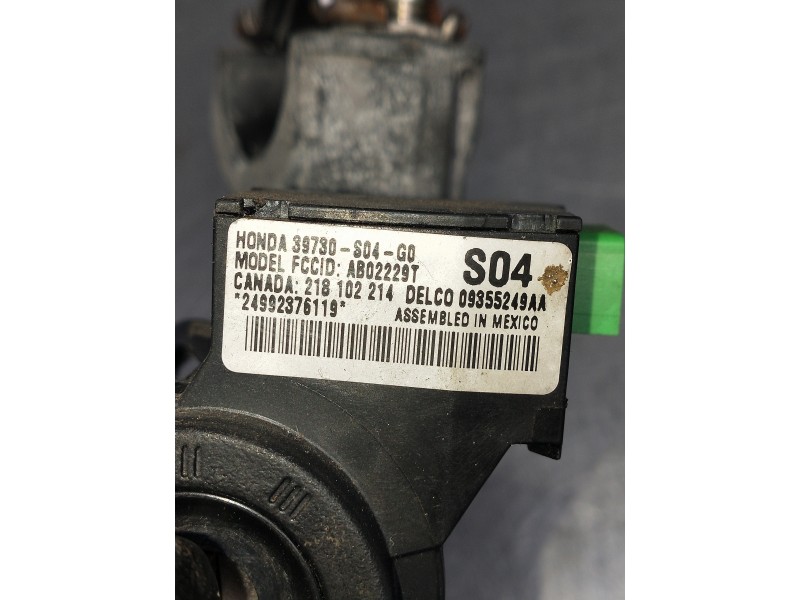 HONDA 39730-S04-G0
S04
MODEL FCCID: AB02229T
CANADA: 218 102 214 DELCO 09355249AA
*24992376119* ASSEMBLED IN MEXICO